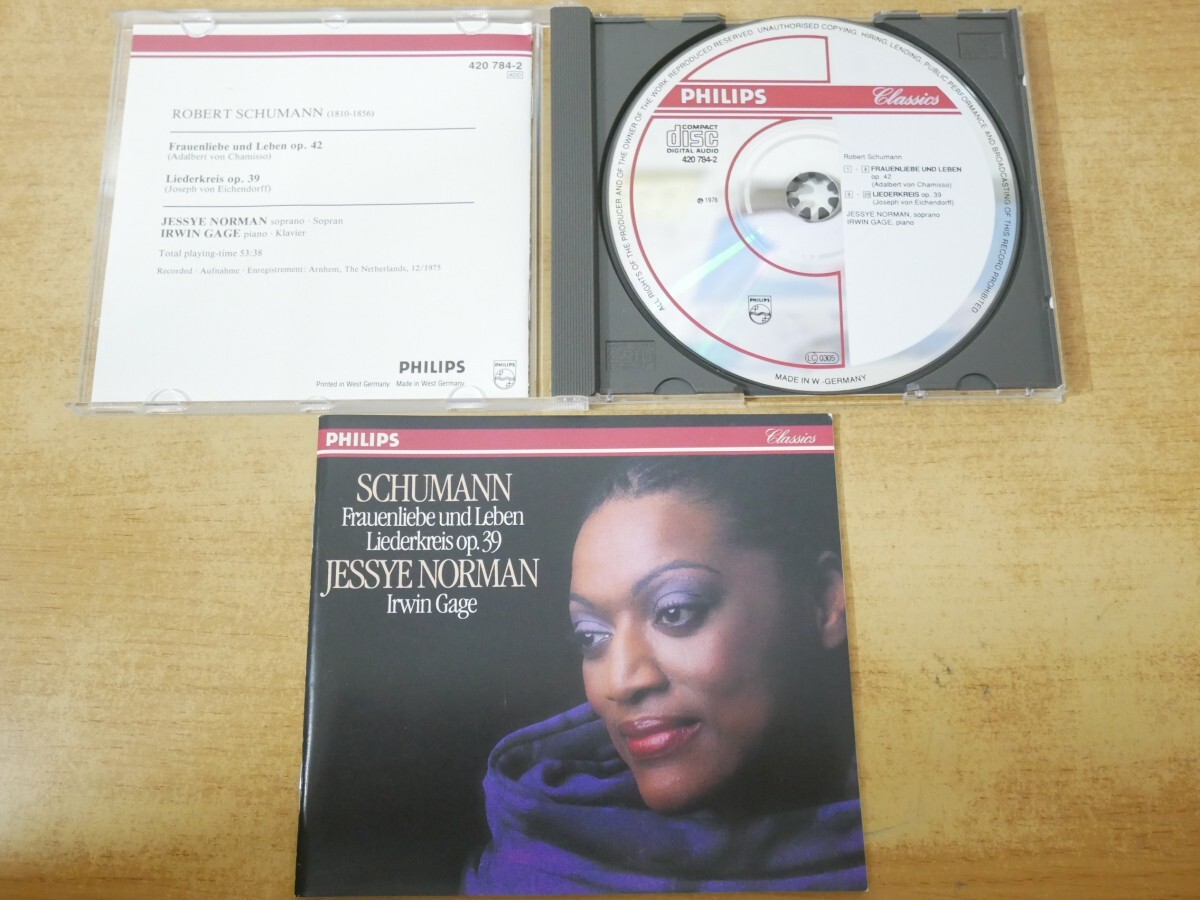 420 784-2
ADD
ROBERT SCHUMANN (1810-1856)
Frauenliebe und Leben op. 42
(Adalbert von Chamisso)
Liederkreis op. 39
(Joseph von Eichendorff)
JESSYE NORMAN soprano · Sopran
IRWIN GAGE piano · Klavier
Total playing-time 53:38
Recorded · Aufnahme · Enregistrement: Arnhem, The Netherlands, 12/1975
PHILIPS
Printed in West Germany Made in West Germany
PHILIPS
ALL RIGHTS OF THE PRODUCER AND OF THE OWNER OF THE WORK REPRODUCED RESERVED. UNAUTHORISED COPYING, HIRING, LENDING, PUBLIC PERFORMANCE AND BROADCASTING OF THIS RECORD PROHIBITED
PHILIPS Classics
COMPACT
disc
DIGITAL AUDIO
420 784-2
℗ 1976
Robert Schumann
1 - 8 FRAUENLIEBE UND LEBEN
op. 42
(Adalbert von Chamisso)
9 - 20 LIEDERKREIS op. 39
(Joseph von Eichendorff)
JESSYE NORMAN, soprano
IRWIN GAGE, piano
PHILIPS
LC 0305
MADE IN W.-GERMANY
PHILIPS Classics
SCHUMANN
Frauenliebe und Leben
Liederkreis op. 39
JESSYE NORMAN
Irwin Gage